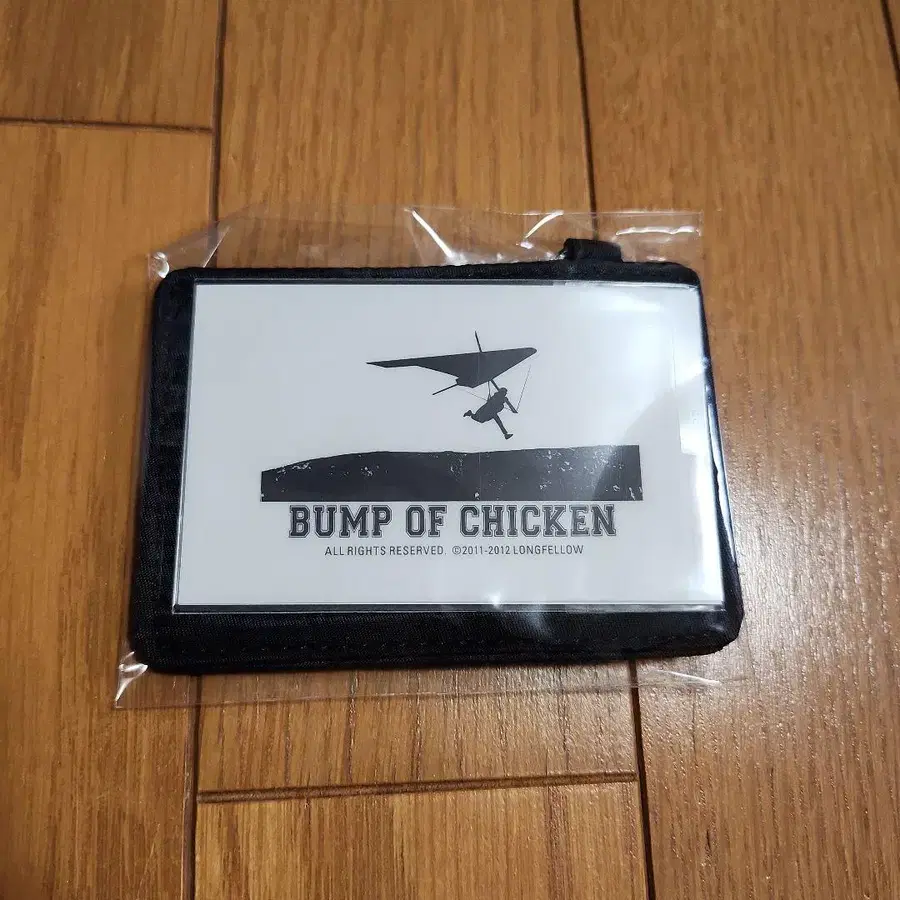 BUMP OF CHICKEN
ALL RIGHTS RESERVED. ©2011-2012 LONGFELLOW